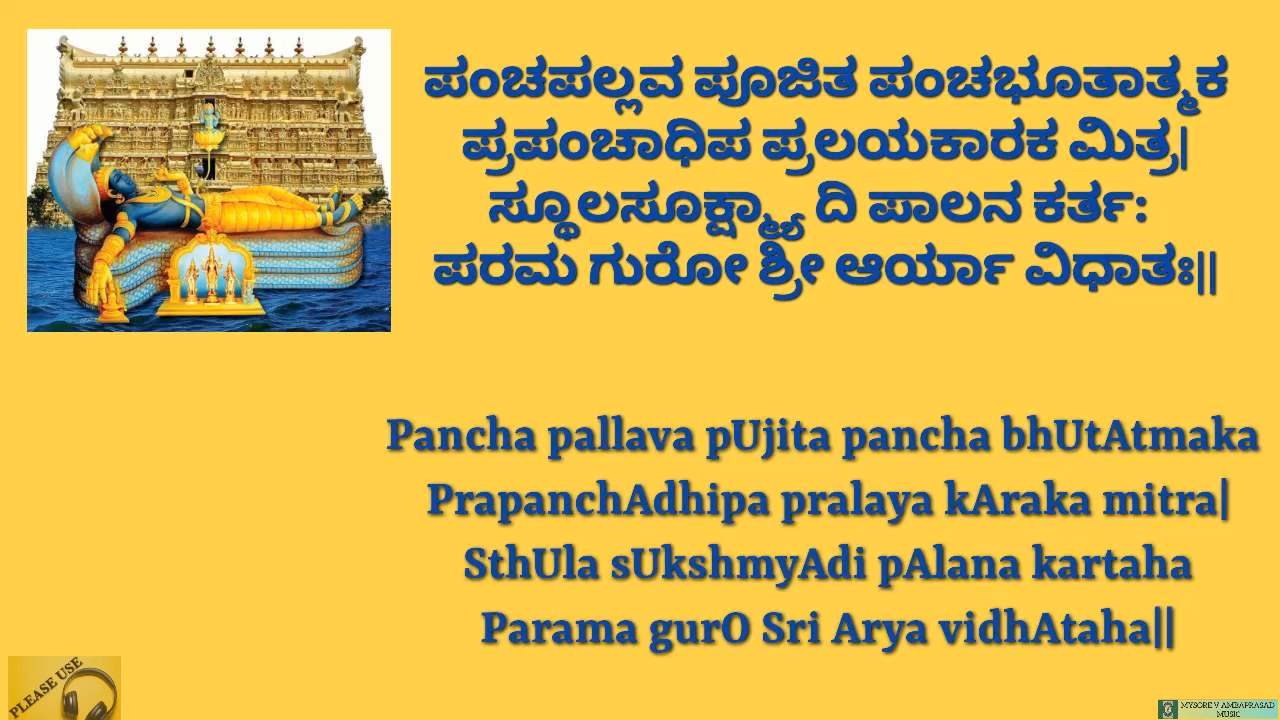 ಪಂಚಪಲ್ಲವ ಪೂಜಿತ ಪಂಚಭೂತಾತ್ಮಕ
ಪ್ರಪಂಚಾಧಿಪ ಪ್ರಲಯಕಾರಕ ಮಿತ್ರ|
ಸ್ಥೂಲಸೂಕ್ಷ್ಮ್ಯಾದಿ ಪಾಲನ ಕರ್ತ:
ಪರಮ ಗುರೋ ಶ್ರೀ ಆರ್ಯಾ ವಿಧಾತಃ||
Pancha pallava pUjita pancha bhUtAtmaka
PrapanchAdhipa pralaya kAraka mitra|
SthUla sUkshmyAdi pAlana kartaha
Parama gurO Sri Arya vidhAtaha||
PLEASE USE
MYSORE V AMBAPRASAD
MUSIC